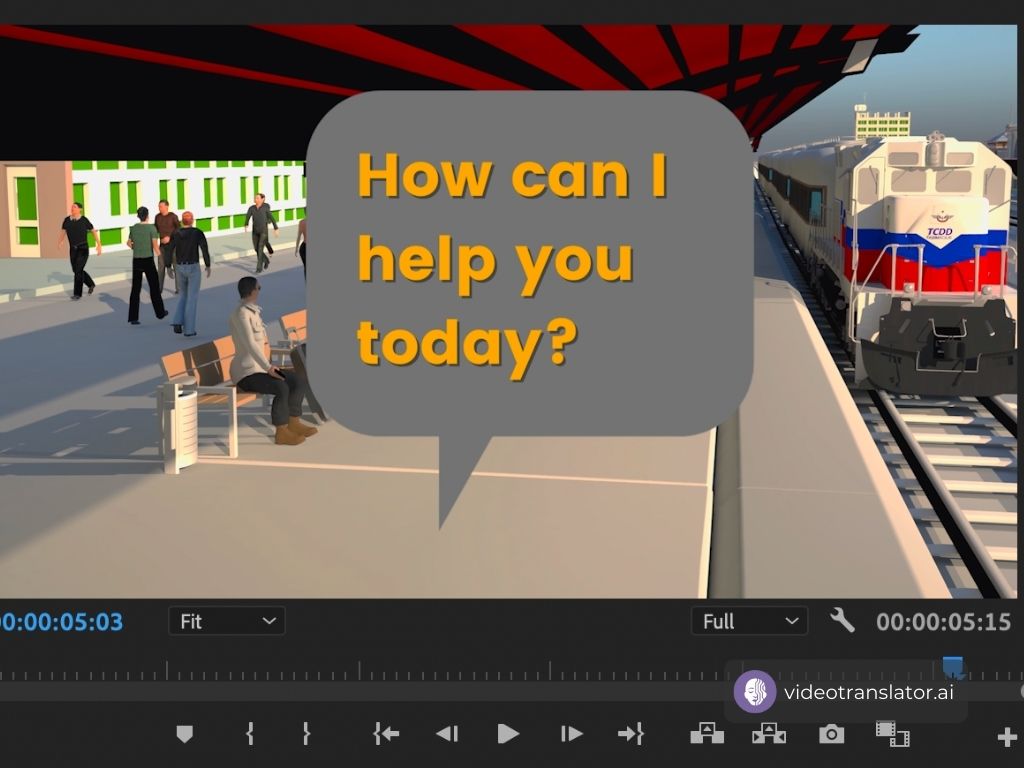 How can I
help you
today?
TCDD
00:00:05:03
Fit
Full
00:00:05:15
videotranslator.ai